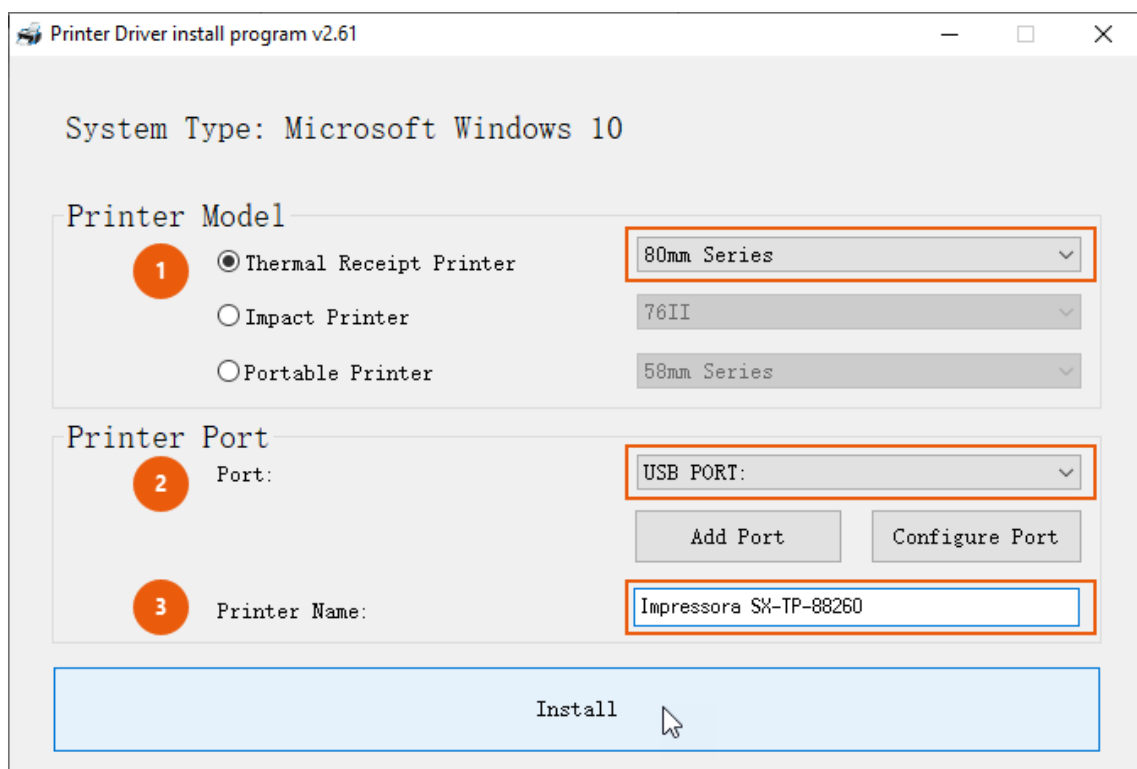 Printer Driver install program v2.61
System Type: Microsoft Windows 10
Printer Model
1 Thermal Receipt Printer 80mm Series
Impact Printer 76II
Portable Printer 58mm Series
Printer Port
2 Port: USB PORT:
Add Port Configure Port
3 Printer Name: Impressora SX-TP-88260
Install